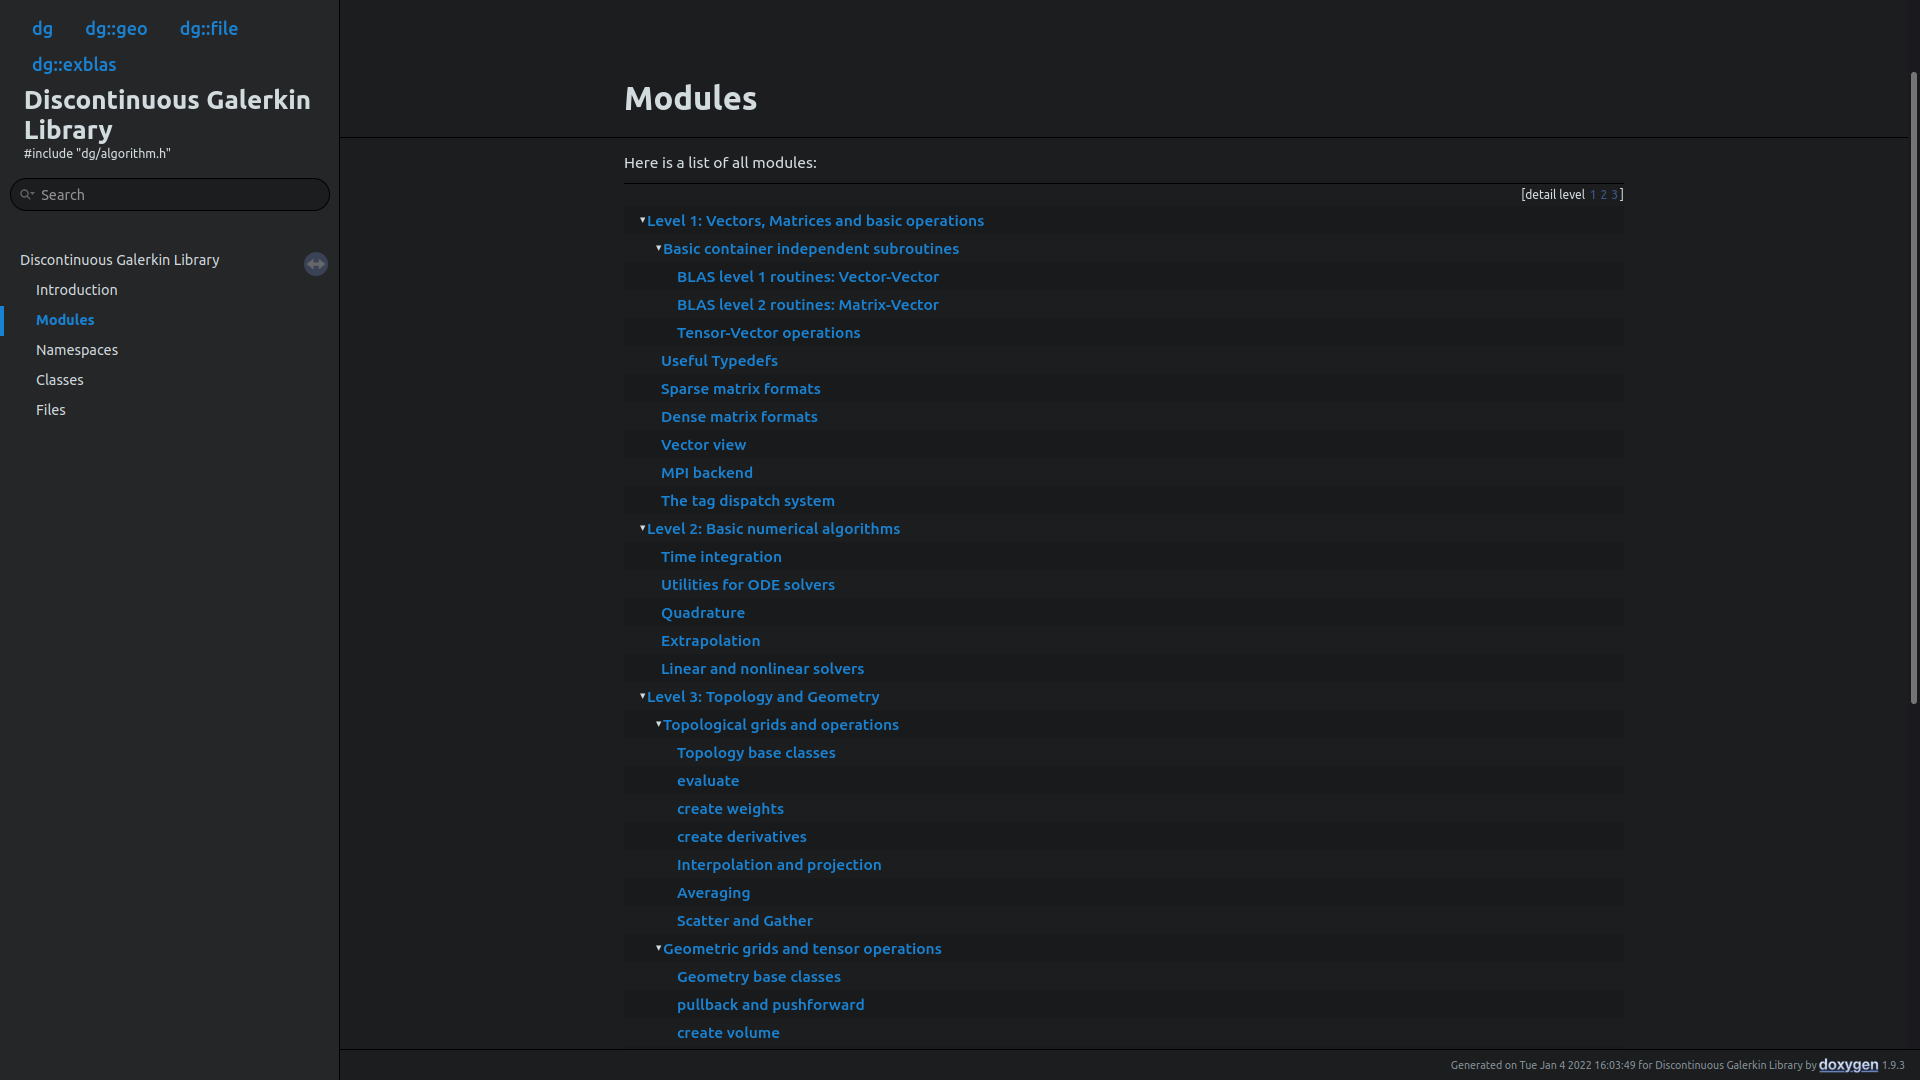 dg dg::geo dg::file
dg::exblas
Discontinuous Galerkin
Library
#include "dg/algorithm.h"
Search
Discontinuous Galerkin Library
Introduction
Modules
Namespaces
Classes
Files
Modules
Here is a list of all modules:
[detail level 1 2 3]
▾Level 1: Vectors, Matrices and basic operations
▾Basic container independent subroutines
BLAS level 1 routines: Vector-Vector
BLAS level 2 routines: Matrix-Vector
Tensor-Vector operations
Useful Typedefs
Sparse matrix formats
Dense matrix formats
Vector view
MPI backend
The tag dispatch system
▾Level 2: Basic numerical algorithms
Time integration
Utilities for ODE solvers
Quadrature
Extrapolation
Linear and nonlinear solvers
▾Level 3: Topology and Geometry
▾Topological grids and operations
Topology base classes
evaluate
create weights
create derivatives
Interpolation and projection
Averaging
Scatter and Gather
▾Geometric grids and tensor operations
Geometry base classes
pullback and pushforward
create volume
Generated on Tue Jan 4 2022 16:03:49 for Discontinuous Galerkin Library by doxygen 1.9.3